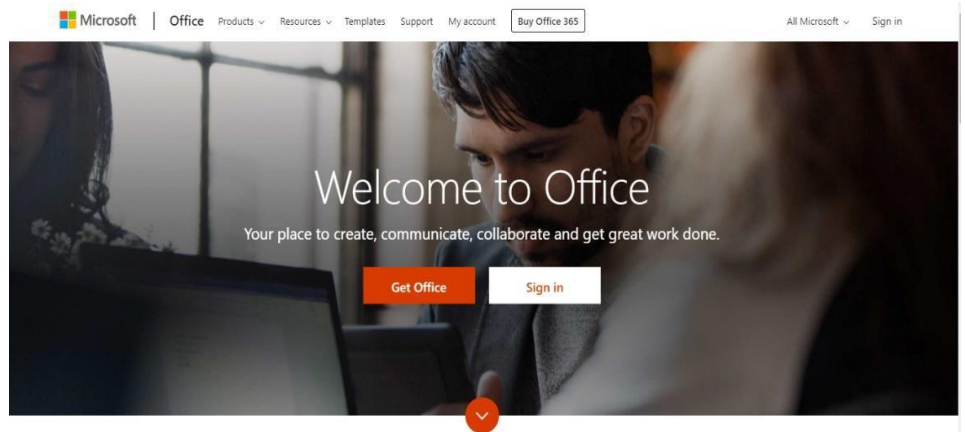 Microsoft Office Products Resources Templates Support My account Buy Office 365 All Microsoft Sign in
Welcome to Office
Your place to create, communicate, collaborate and get great work done.
Get Office Sign in